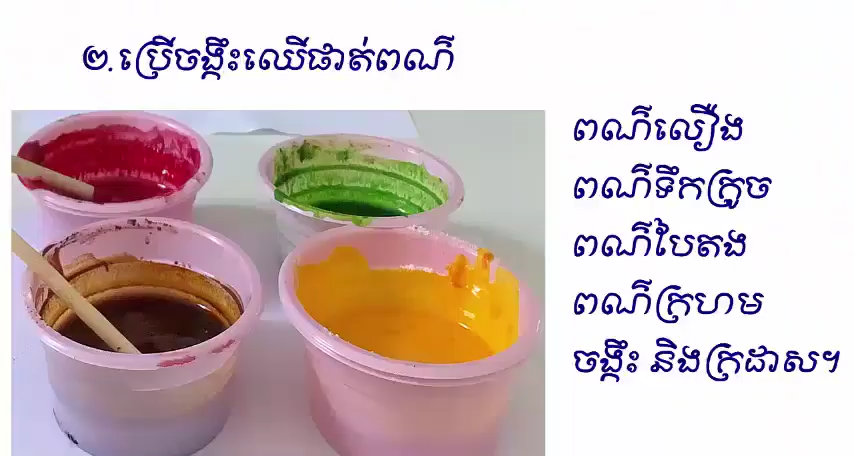 ២.ប្រើចង្កឹះឈើផាត់ពណ៌
ពណ៌លឿង
ពណ៌ទឹកក្រូច
ពណ៌បៃតង
ពណ៌ក្រហម
ចង្កឹះ និងក្រដាស។